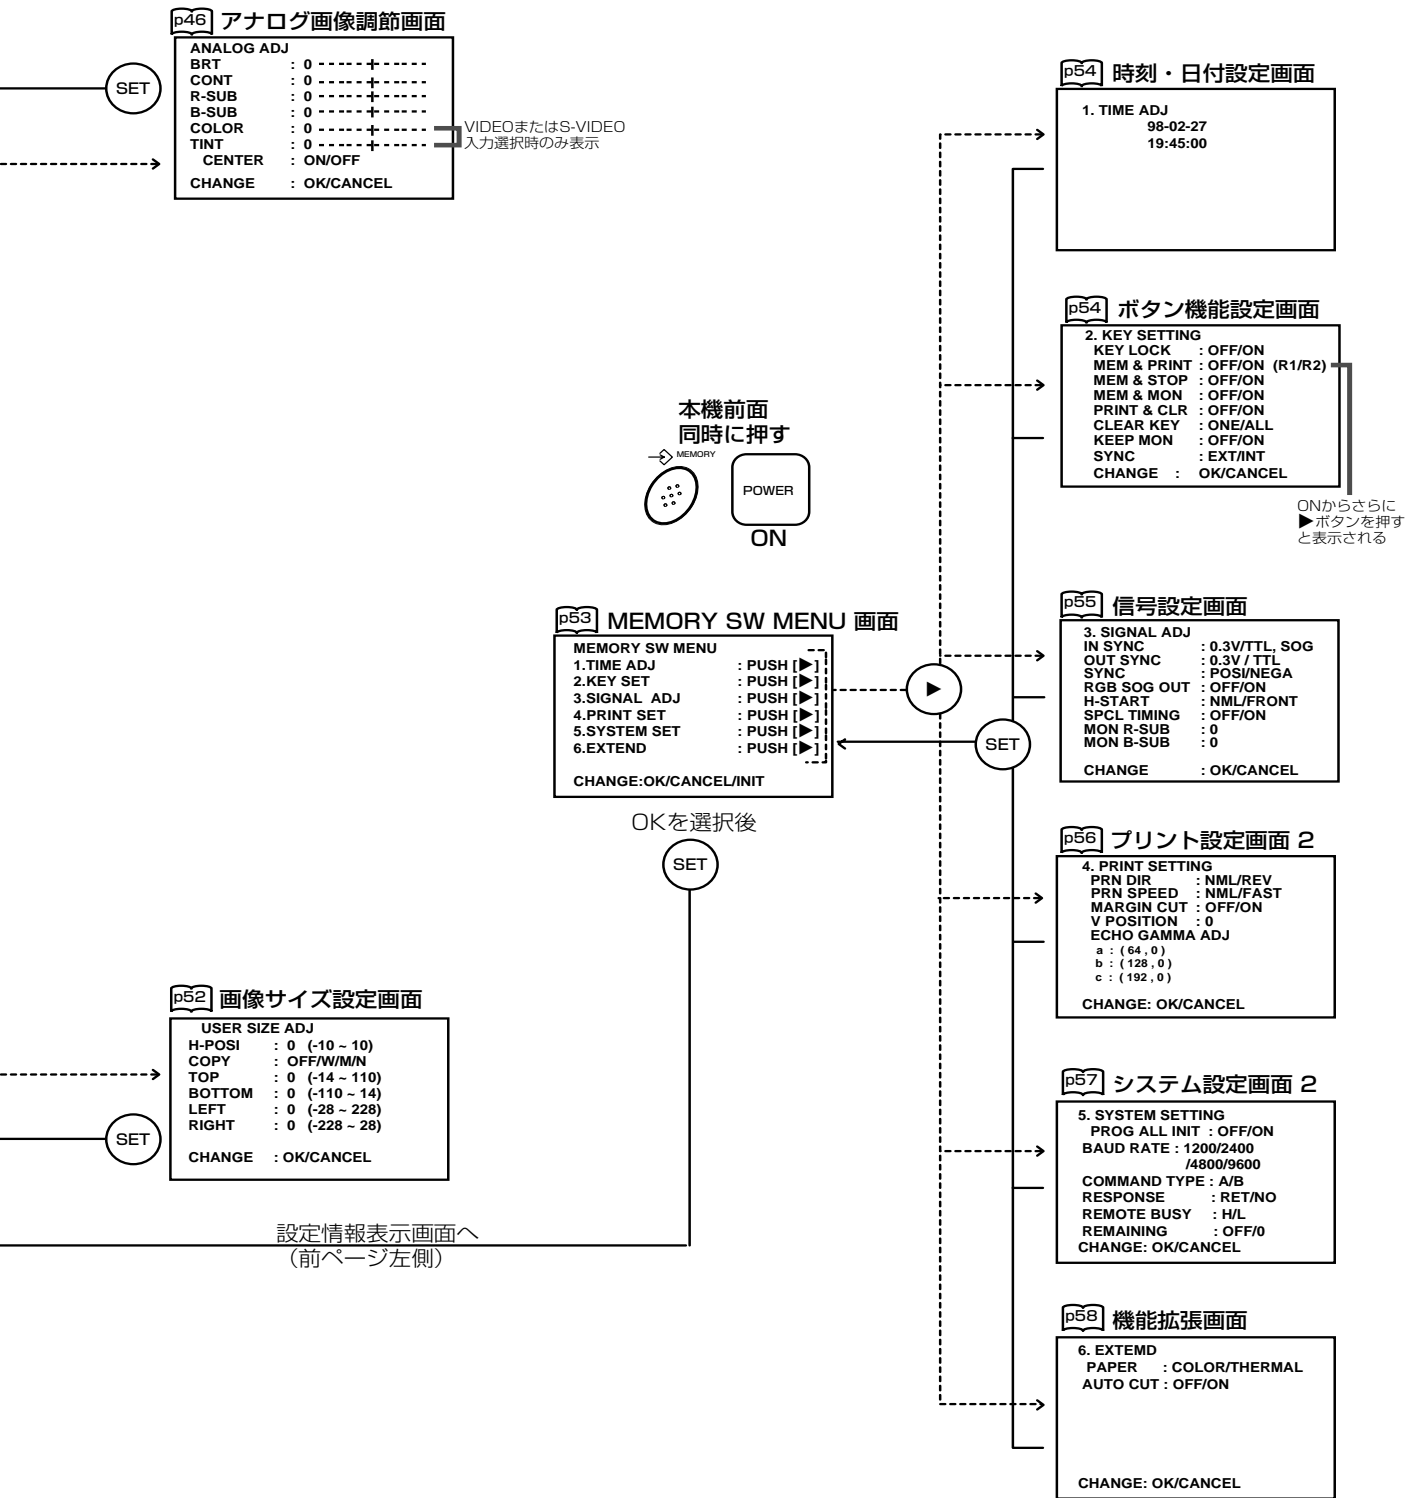 p46 アナログ画像調節画面
ANALOG ADJ
BRT : 0 ------+------
CONT : 0 ------+------
R-SUB : 0 ------+------
B-SUB : 0 ------+------
COLOR : 0 ------+------
TINT : 0 ------+------
CENTER : ON/OFF
CHANGE : OK/CANCEL
SET
VIDEOまたはS-VIDEO
入力選択時のみ表示
p54 時刻・日付設定画面
1. TIME ADJ
98-02-27
19:45:00
p54 ボタン機能設定画面
2. KEY SETTING
KEY LOCK : OFF/ON
MEM & PRINT : OFF/ON (R1/R2)
MEM & STOP : OFF/ON
MEM & MON : OFF/ON
PRINT & CLR : OFF/ON
CLEAR KEY : ONE/ALL
KEEP MON : OFF/ON
SYNC : EXT/INT
CHANGE : OK/CANCEL
ONからさらに
▶ボタンを押す
と表示される
本機前面
同時に押す
MEMORY
POWER
ON
p53 MEMORY SW MENU 画面
MEMORY SW MENU
1.TIME ADJ : PUSH [▶]
2.KEY SET : PUSH [▶]
3.SIGNAL ADJ : PUSH [▶]
4.PRINT SET : PUSH [▶]
5.SYSTEM SET : PUSH [▶]
6.EXTEND : PUSH [▶]
CHANGE:OK/CANCEL/INIT
▶
SET
OKを選択後
SET
p55 信号設定画面
3. SIGNAL ADJ
IN SYNC : 0.3V/TTL, SOG
OUT SYNC : 0.3V / TTL
SYNC : POSI/NEGA
RGB SOG OUT : OFF/ON
H-START : NML/FRONT
SPCL TIMING : OFF/ON
MON R-SUB : 0
MON B-SUB : 0
CHANGE : OK/CANCEL
p56 プリント設定画面 2
4. PRINT SETTING
PRN DIR : NML/REV
PRN SPEED : NML/FAST
MARGIN CUT : OFF/ON
V POSITION : 0
ECHO GAMMA ADJ
a : ( 64 , 0 )
b : ( 128 , 0 )
c : ( 192 , 0 )
CHANGE: OK/CANCEL
p52 画像サイズ設定画面
USER SIZE ADJ
H-POSI : 0 (-10 ~ 10)
COPY : OFF/W/M/N
TOP : 0 (-14 ~ 110)
BOTTOM : 0 (-110 ~ 14)
LEFT : 0 (-28 ~ 228)
RIGHT : 0 (-228 ~ 28)
CHANGE : OK/CANCEL
SET
設定情報表示画面へ
（前ページ左側）
p57 システム設定画面 2
5. SYSTEM SETTING
PROG ALL INIT : OFF/ON
BAUD RATE : 1200/2400
/4800/9600
COMMAND TYPE : A/B
RESPONSE : RET/NO
REMOTE BUSY : H/L
REMAINING : OFF/0
CHANGE: OK/CANCEL
p58 機能拡張画面
6. EXTEMD
PAPER : COLOR/THERMAL
AUTO CUT : OFF/ON
CHANGE: OK/CANCEL